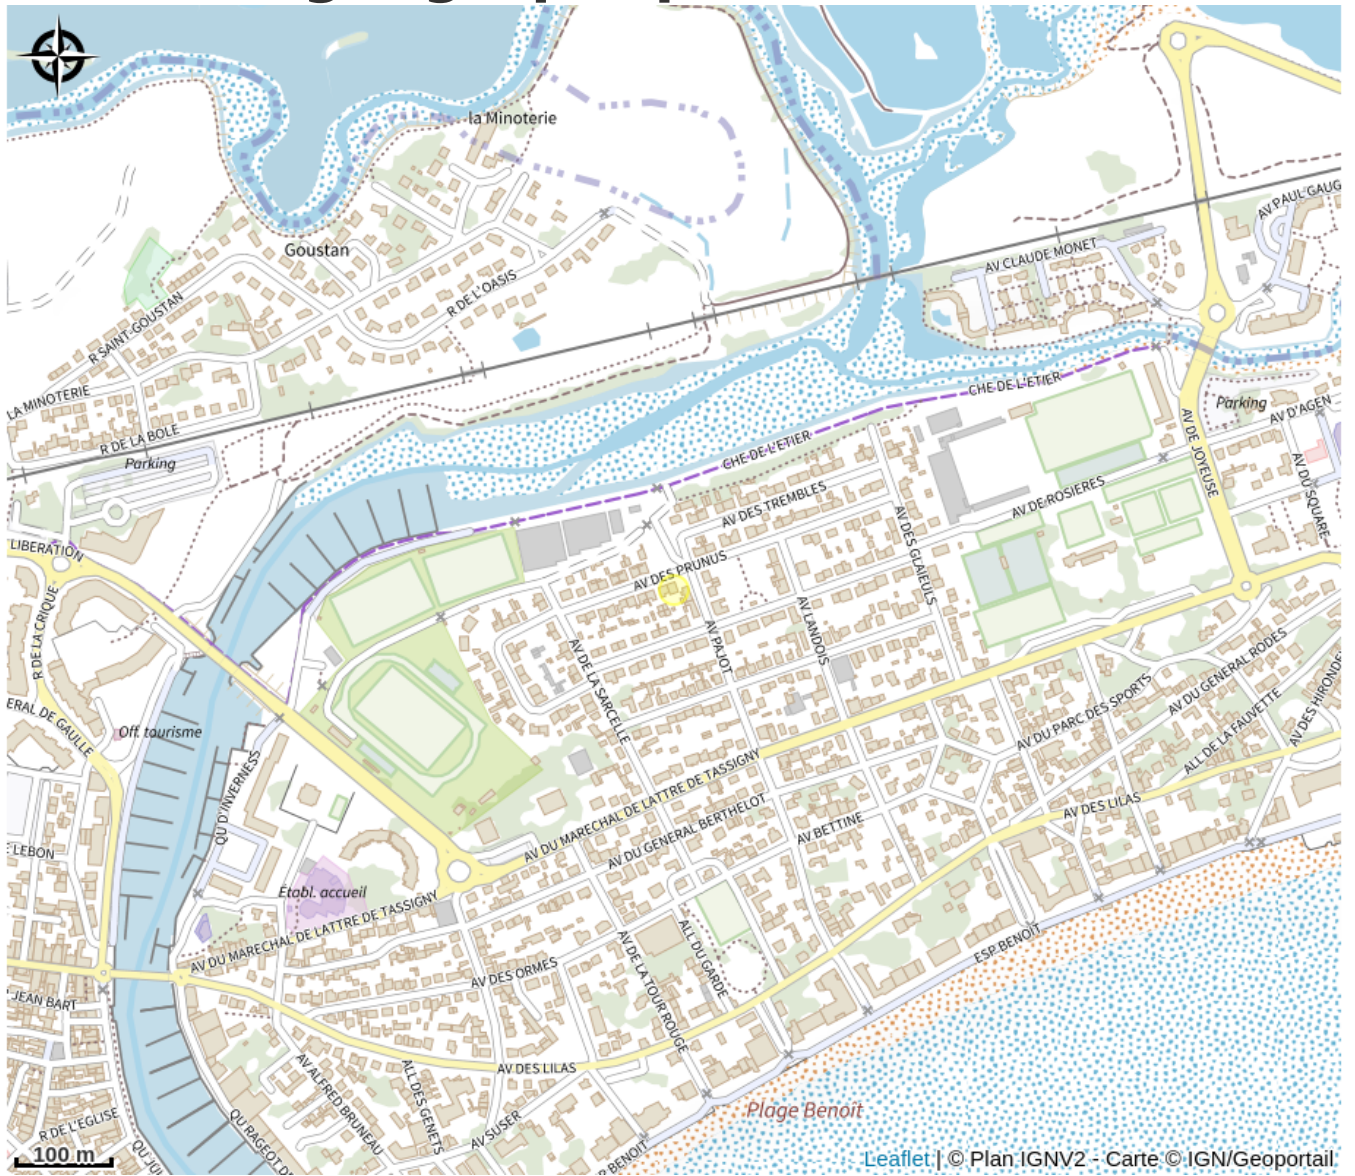 la Minoterie
Goustan
AV PAUL GAUG
AV CLAUDE MONET
R DE L'OASIS
R SAINT-GOUSTAN
LA MINOTERIE
R DE LA BOLE
Parking
CHE DE L'ETIER
CHE DE L'ETIER
Parking
AV D'AGEN
AV DE JOYEUSE
AV DU SQUARE
AV DES TREMBLES
AV DE ROSIERES
AV DES GLAIEULS
LIBERATION
AV DES PRUNUS
R DE LA CRIQUE
AV LANDOIS
AV PAJOT
AV DE LA SARCELLE
ERAL DE GAULLE
Off. tourisme
AV DU PARC DES SPORTS
AV DU GENERAL RODES
ALL DE LA FAUVETTE
AV DES HIRONDE
QU D'INVERNESS
AV DU MARECHAL DE LATTRE DE TASSIGNY
AV DU GENERAL BERTHELOT
AV BETTINE
AV DES LILAS
E LEBON
Etabl. accueil
AV DU MARECHAL DE LATTRE DE TASSIGNY
ALL DU GARDE
AV DE LA TOUR ROUGE
ESP BENOIT
AV DES ORMES
JEAN BART
AV DES LILAS
AV ALFRED BRUNEAU
ALL DES GENETS
AV SUSER
Plage Benoît
R DE L'EGLISE
QU JUI
QU RAGEOT DE
P BENOIT
100 m
Leaflet | © Plan IGNV2 - Carte © IGN/Geoportail